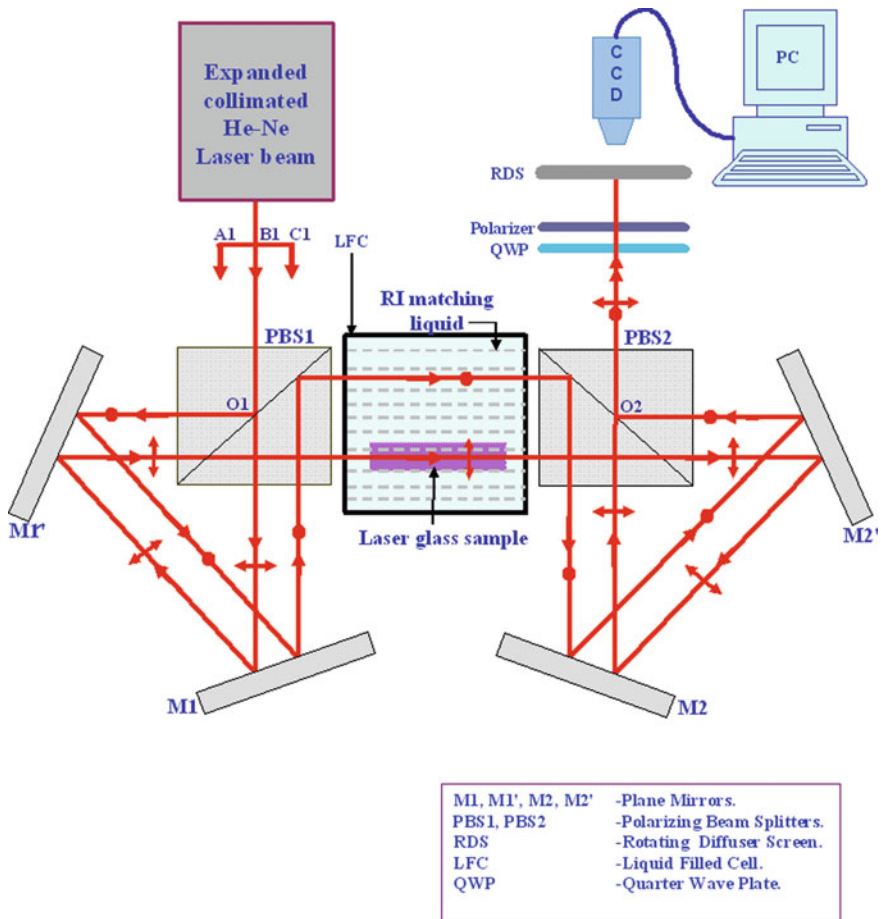 Expanded
collimated
He-Ne
Laser beam
C
C
D
PC
RDS
A1 B1 C1
Polarizer
LFC
QWP
RI matching
liquid
PBS1
PBS2
O1
O2
M1'
Laser glass sample
M2'
M1
M2
M1, M1', M2, M2' -Plane Mirrors.
PBS1, PBS2 -Polarizing Beam Splitters.
RDS -Rotating Diffuser Screen.
LFC -Liquid Filled Cell.
QWP -Quarter Wave Plate.